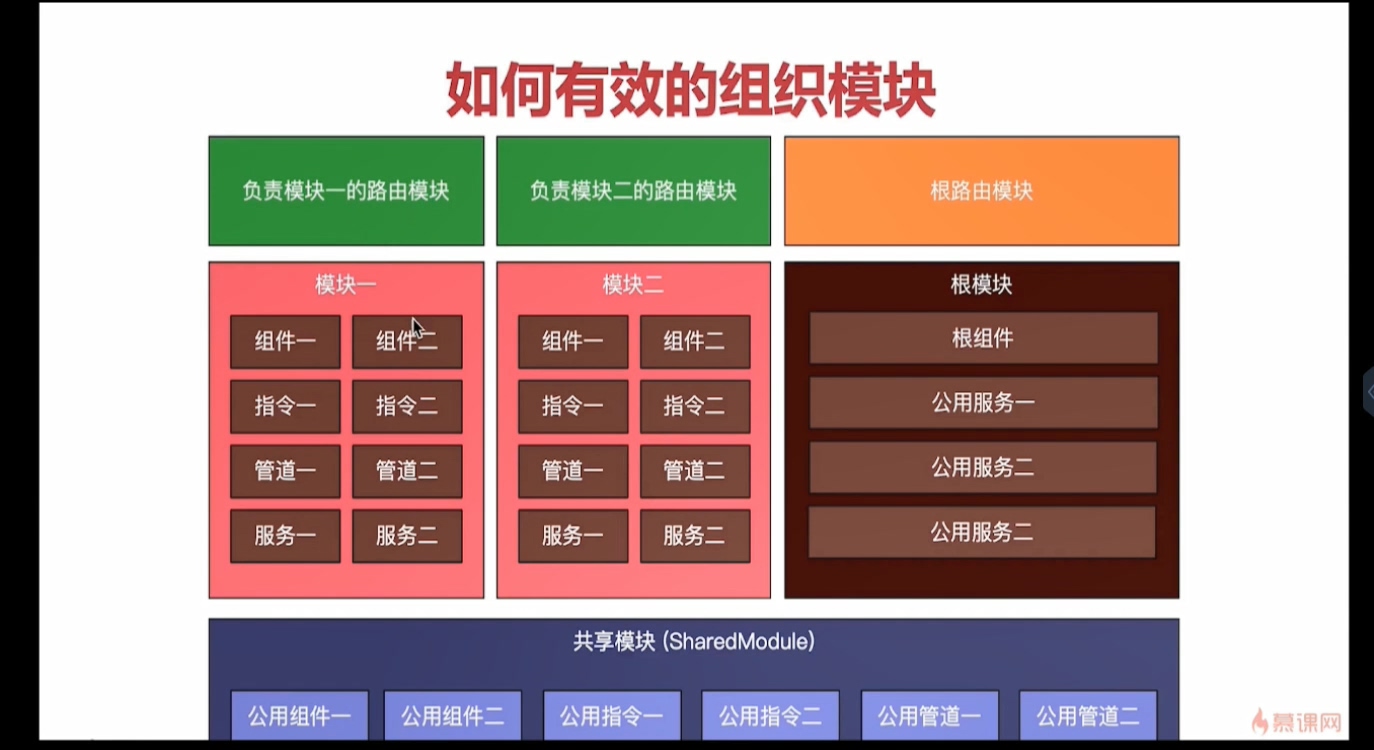 如何有效的组织模块
负责模块一的路由模块
负责模块二的路由模块
根路由模块
模块一
组件一
组件二
指令一
指令二
管道一
管道二
服务一
服务二
模块二
组件一
组件二
指令一
指令二
管道一
管道二
服务一
服务二
根模块
根组件
公用服务一
公用服务二
公用服务二
共享模块 (SharedModule)
公用组件一
公用组件二
公用指令一
公用指令二
公用管道一
公用管道二
慕课网